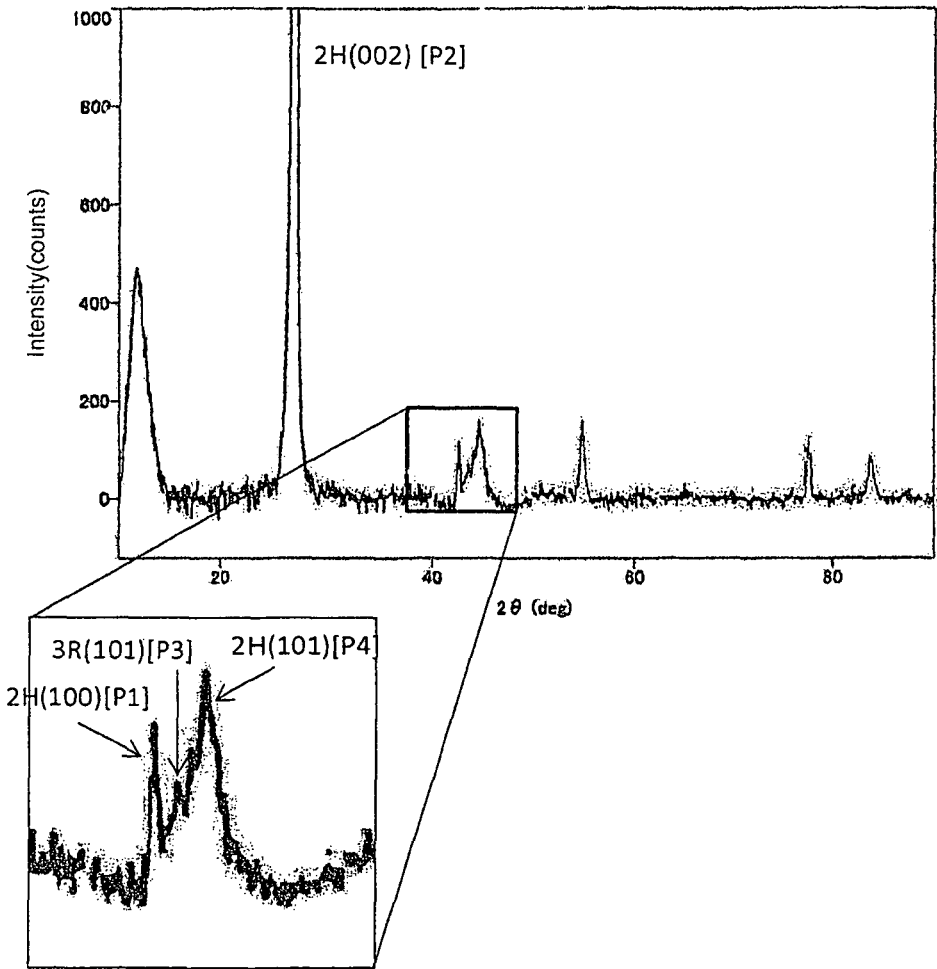 1000
2H(002) [P2]
800
600
Intensity(counts)
400
200
0
20
40
60
80
2θ (deg)
3R(101)[P3]
2H(101)[P4]
2H(100)[P1]